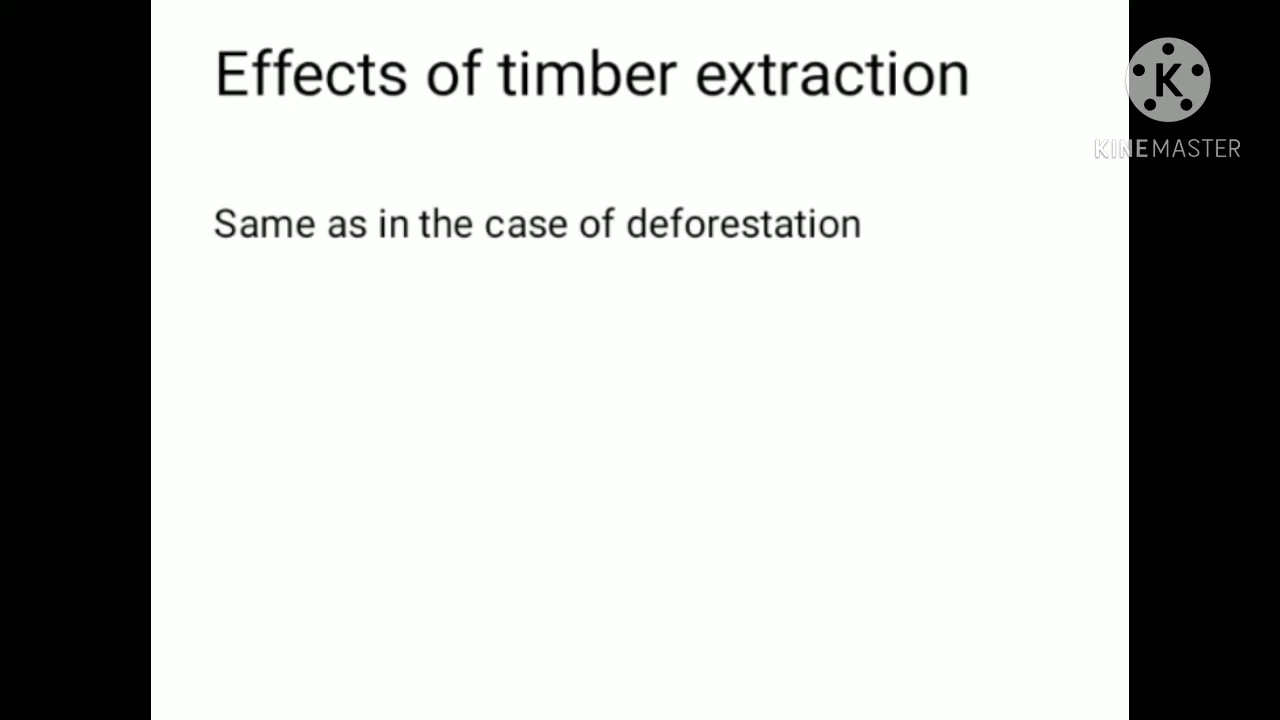 Effects of timber extraction
K
KINEMASTER
Same as in the case of deforestation